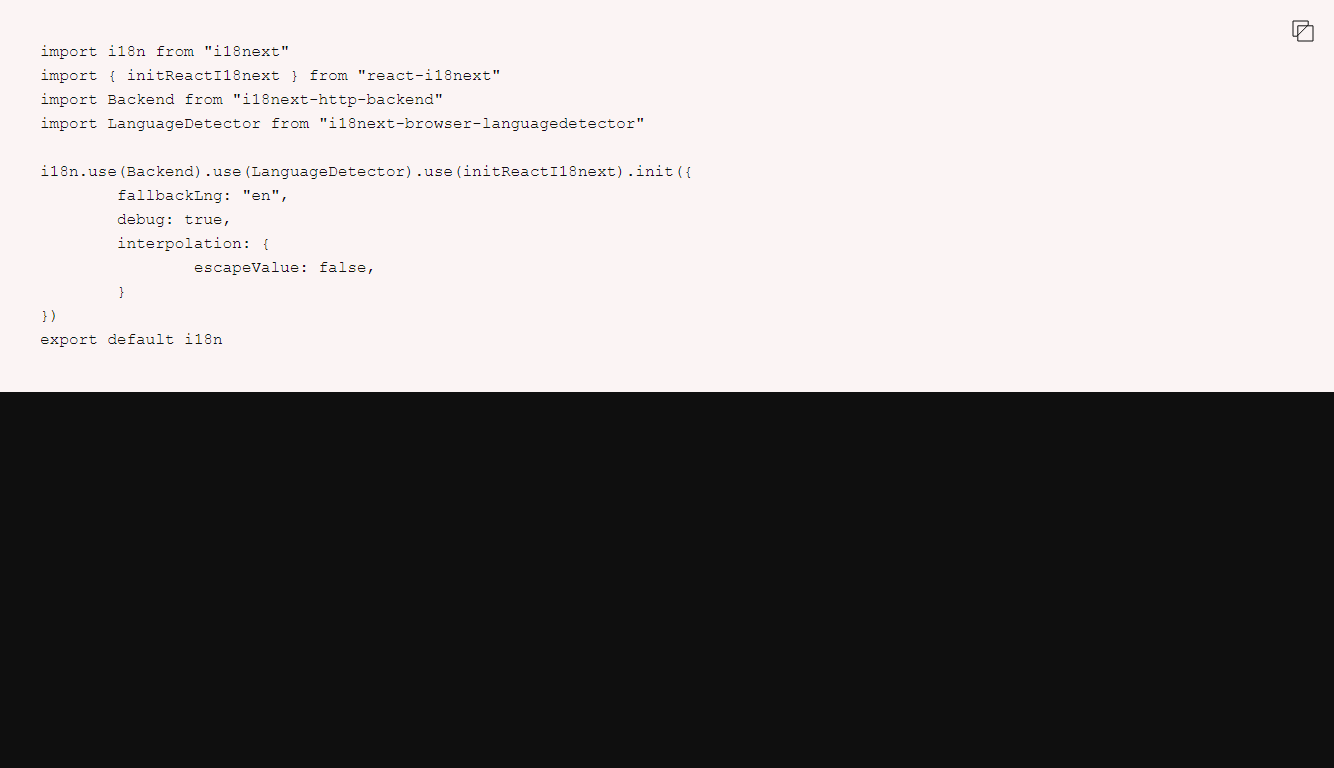 import i18n from "i18next"
import { initReactI18next } from "react-i18next"
import Backend from "i18next-http-backend"
import LanguageDetector from "i18next-browser-languagedetector"

i18n.use(Backend).use(LanguageDetector).use(initReactI18next).init({
        fallbackLng: "en",
        debug: true,
        interpolation: {
                escapeValue: false,
        }
})
export default i18n